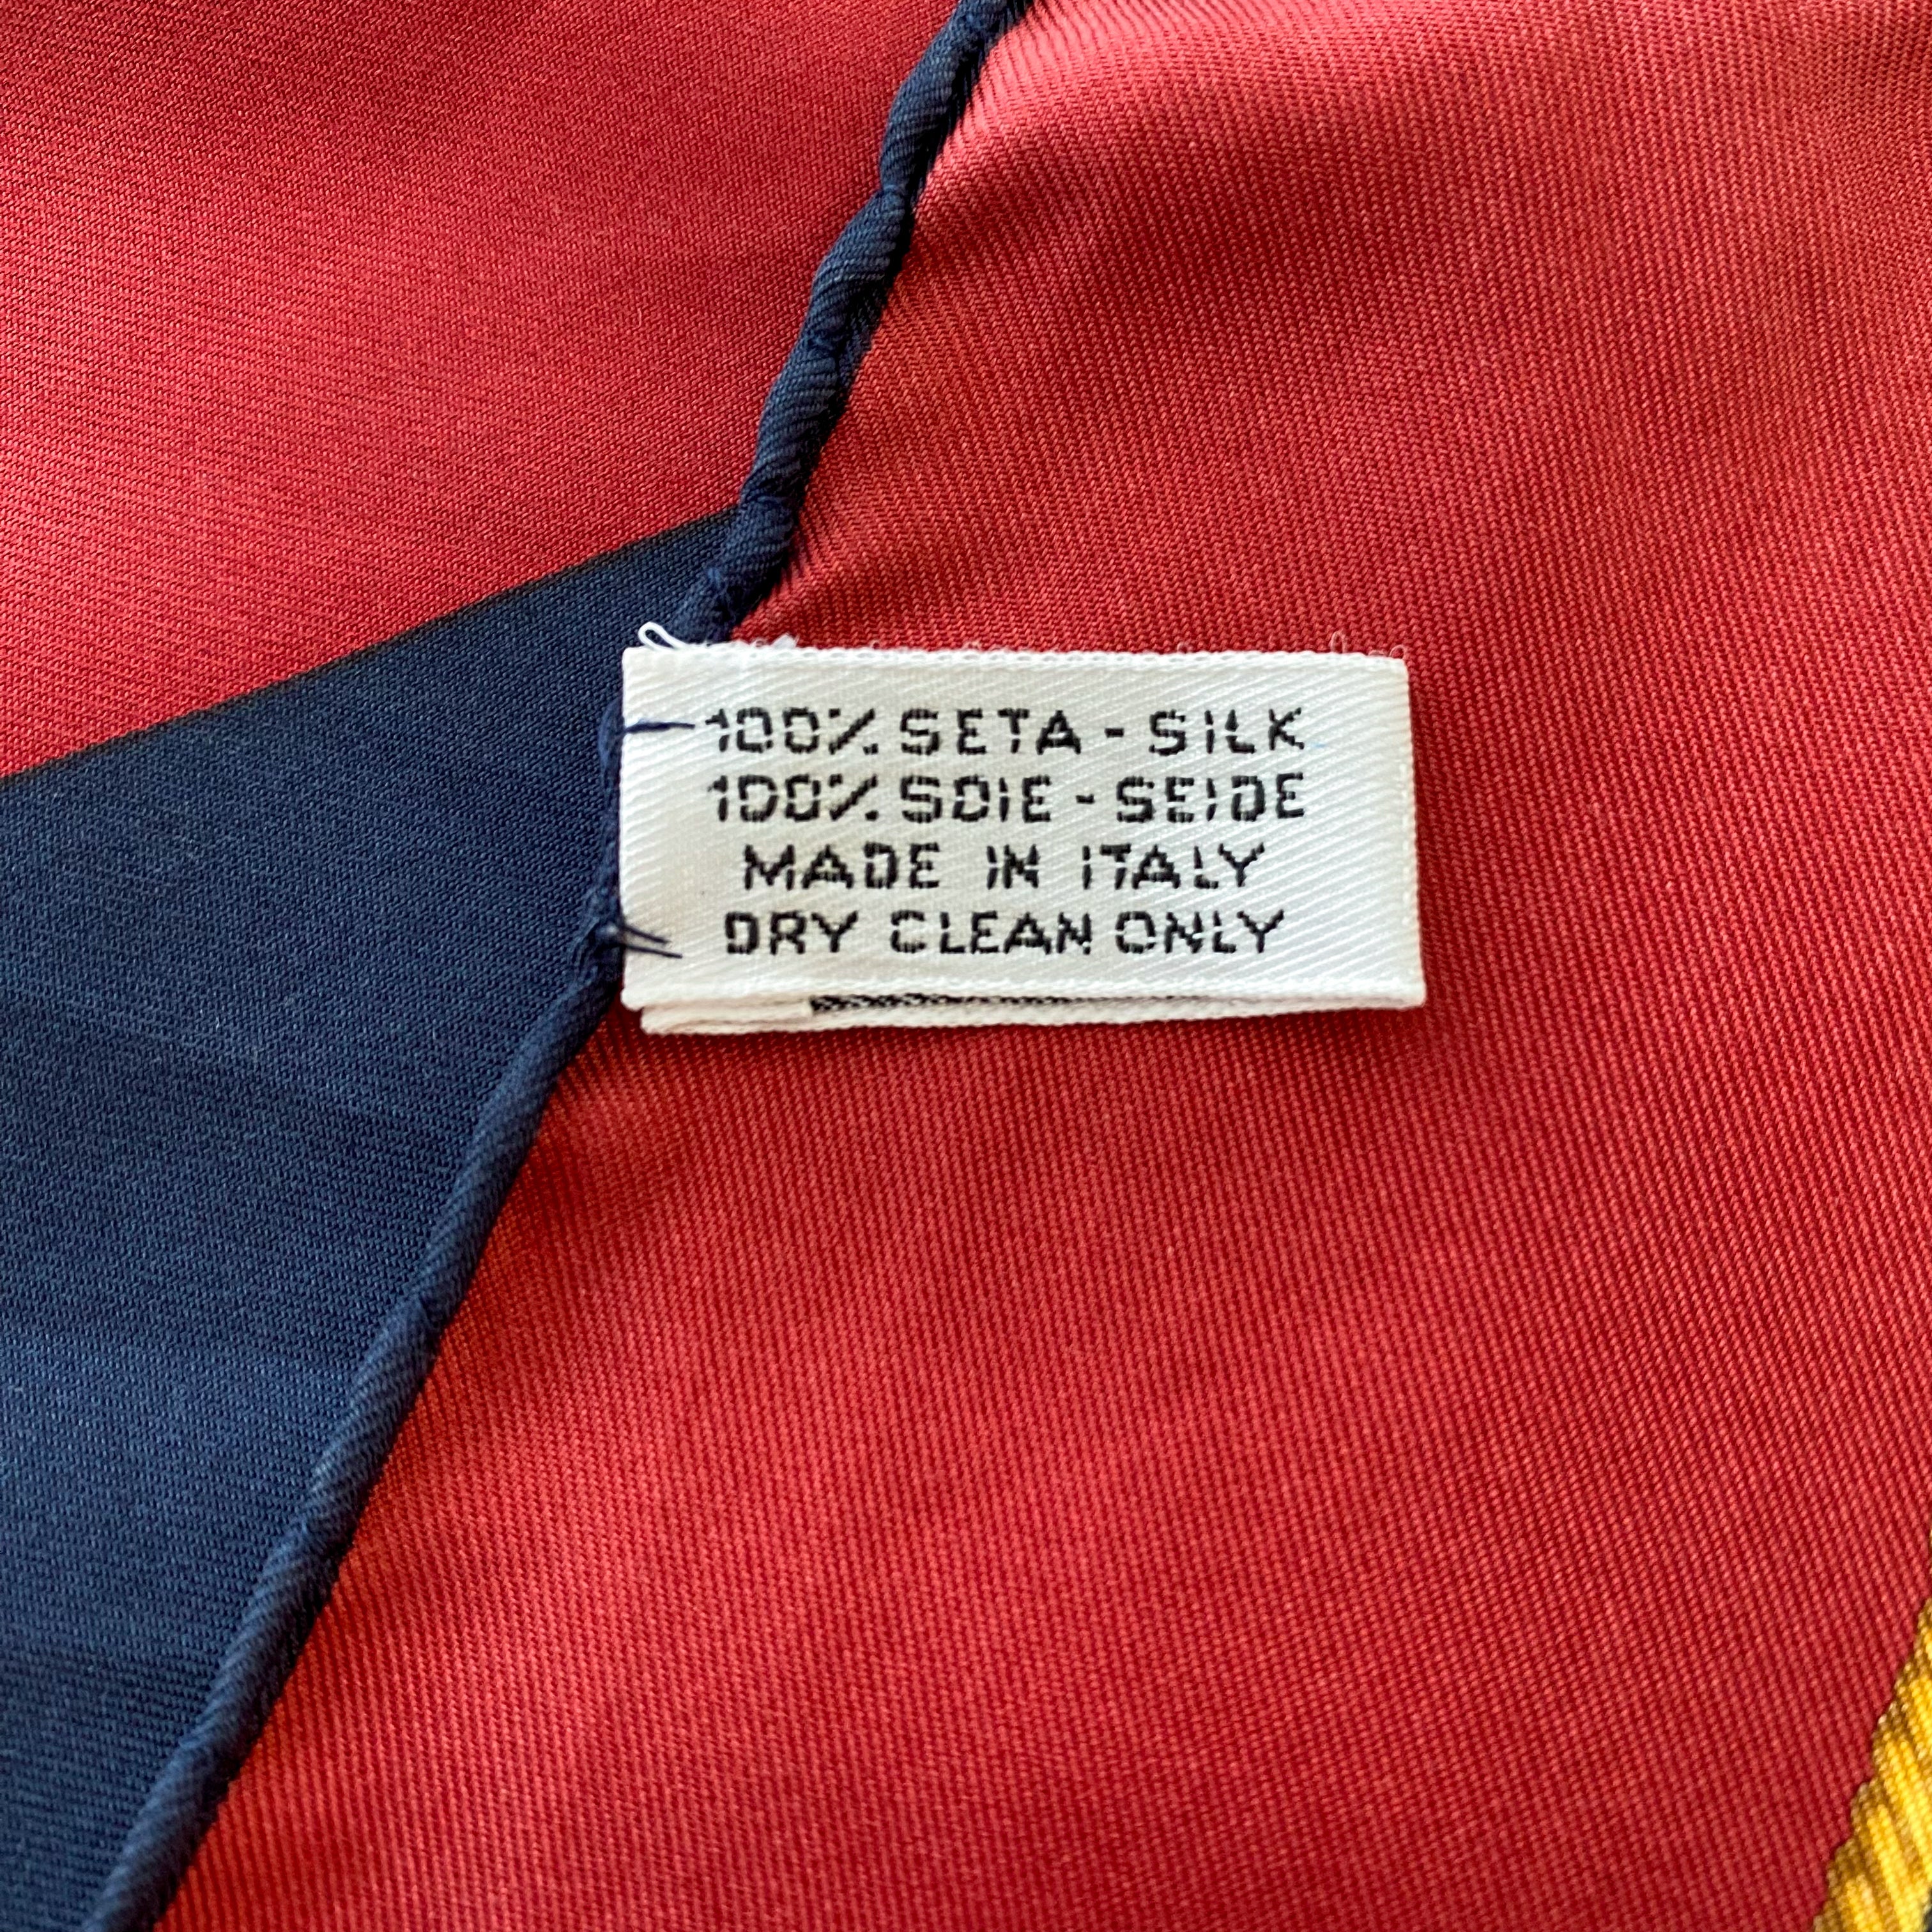 100% SETA - SILK
100% SOIE - SEIDE
MADE IN ITALY
DRY CLEAN ONLY